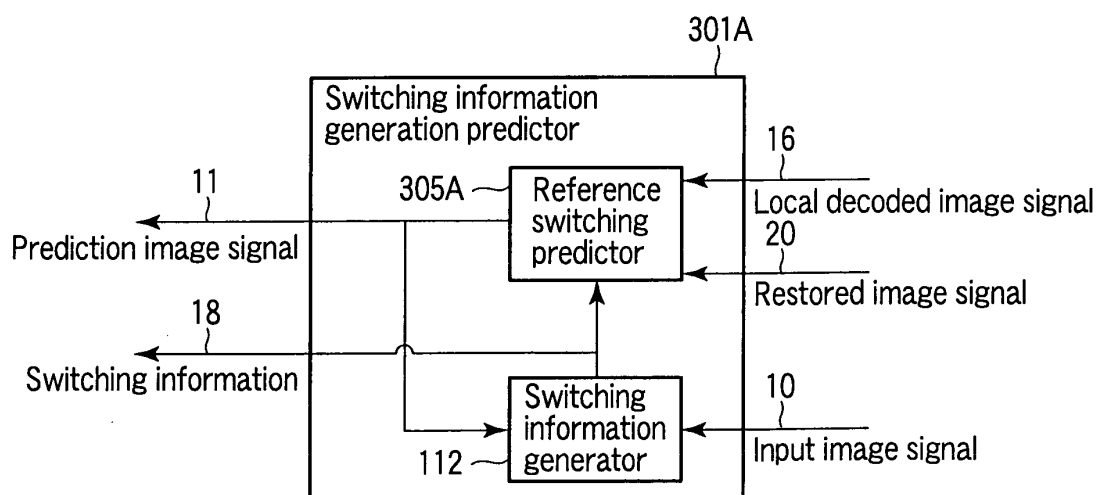 301A
Switching information
generation predictor
16
11
305A
Reference
switching
predictor
Local decoded image signal
Prediction image signal
20
Restored image signal
18
Switching information
Switching
information
generator
10
112
Input image signal